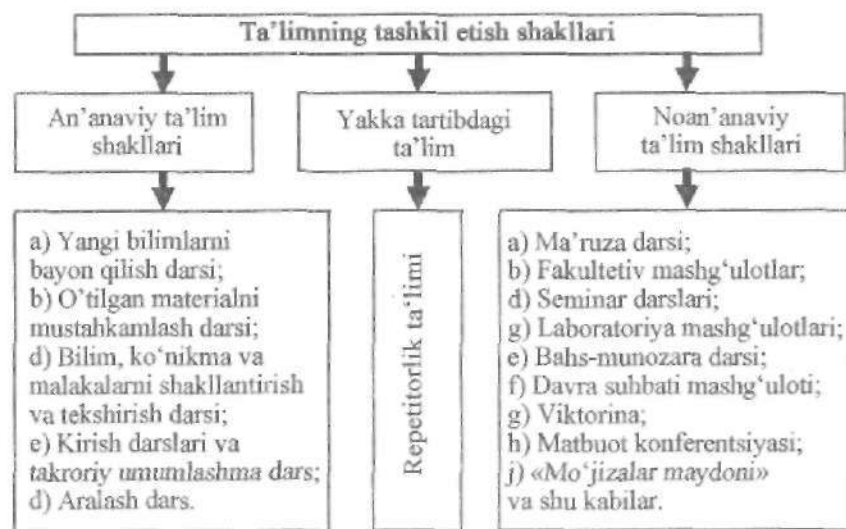 Ta'limning tashkil etish shakllari
An'anaviy ta'lim
shakllari
Yakka tartibdagi
ta'lim
Noan'anaviy
ta'lim shakllari
a) Yangi bilimlarni
bayon qilish darsi;
b) O'tilgan materialni
mustahkamlash darsi;
d) Bilim, ko'nikma va
malakalarni shakllantirish
va tekshirish darsi;
e) Kirish darslari va
takroriy umumlashma dars;
d) Aralash dars.
Repetitorlik ta'limi
a) Ma'ruza darsi;
b) Fakultetiv mashg'ulotlar;
d) Seminar darslari;
g) Laboratoriya mashg'ulotlari;
e) Bahs-munozara darsi;
f) Davra suhbati mashg'uloti;
g) Viktorina;
h) Matbuot konferentsiyasi;
j) «Mo'jizalar maydoni»
va shu kabilar.